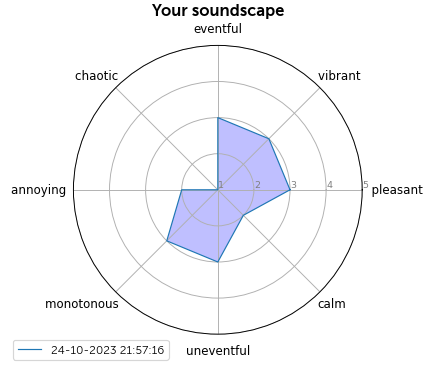 Your soundscape
eventful
chaotic
vibrant
annoying
1 2 3 4 5
pleasant
monotonous
calm
uneventful
24-10-2023 21:57:16